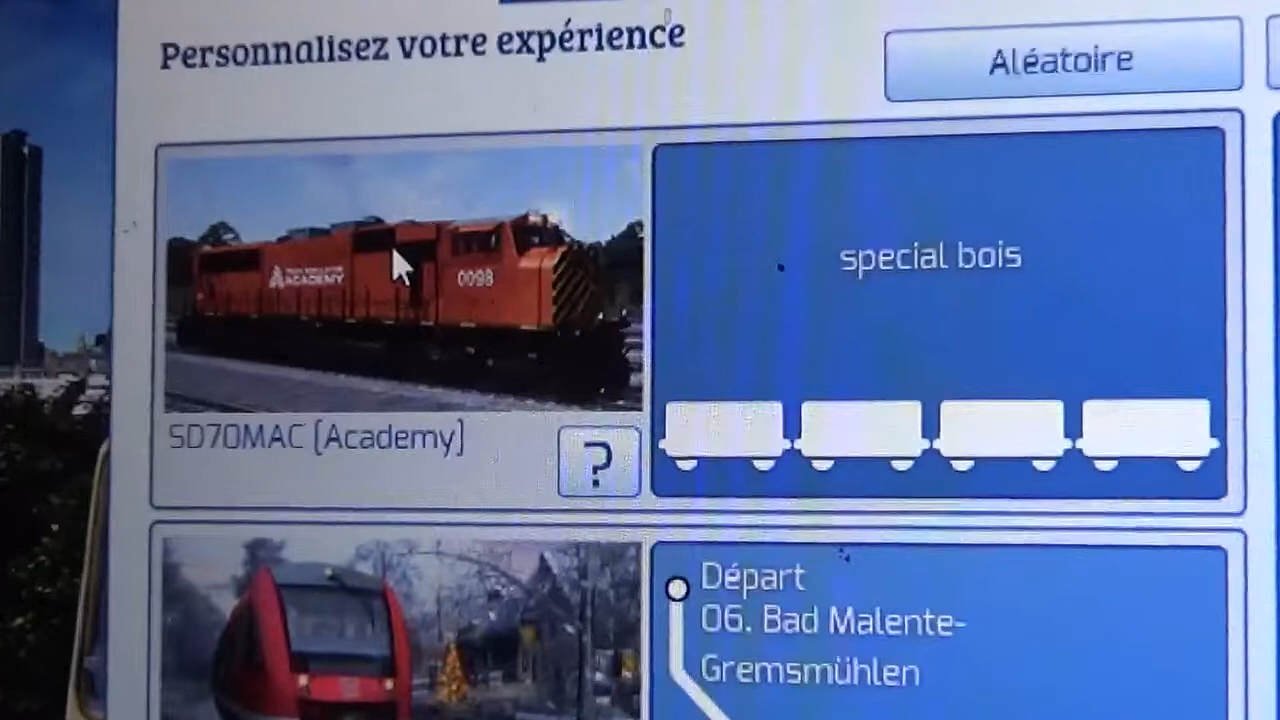 Personnalisez votre expérience
Aléatoire
ACADEMY
0098
special bois
SD70MAC (Academy)
?
Départ
06. Bad Malente-
Gremsmühlen